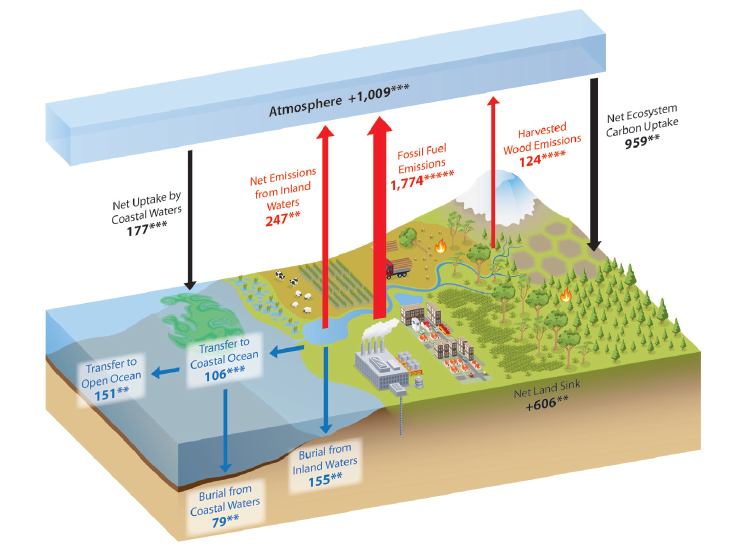 Atmosphere +1,009***
Net Uptake by
Coastal Waters
177***
Net Emissions
from Inland
Waters
247**
Fossil Fuel
Emissions
1,774*****
Harvested
Wood Emissions
124****
Net Ecosystem
Carbon Uptake
959**
Transfer to
Open Ocean
151**
Transfer to
Coastal Ocean
106***
Net Land Sink
+606**
Burial from
Inland Waters
155**
Burial from
Coastal Waters
79**